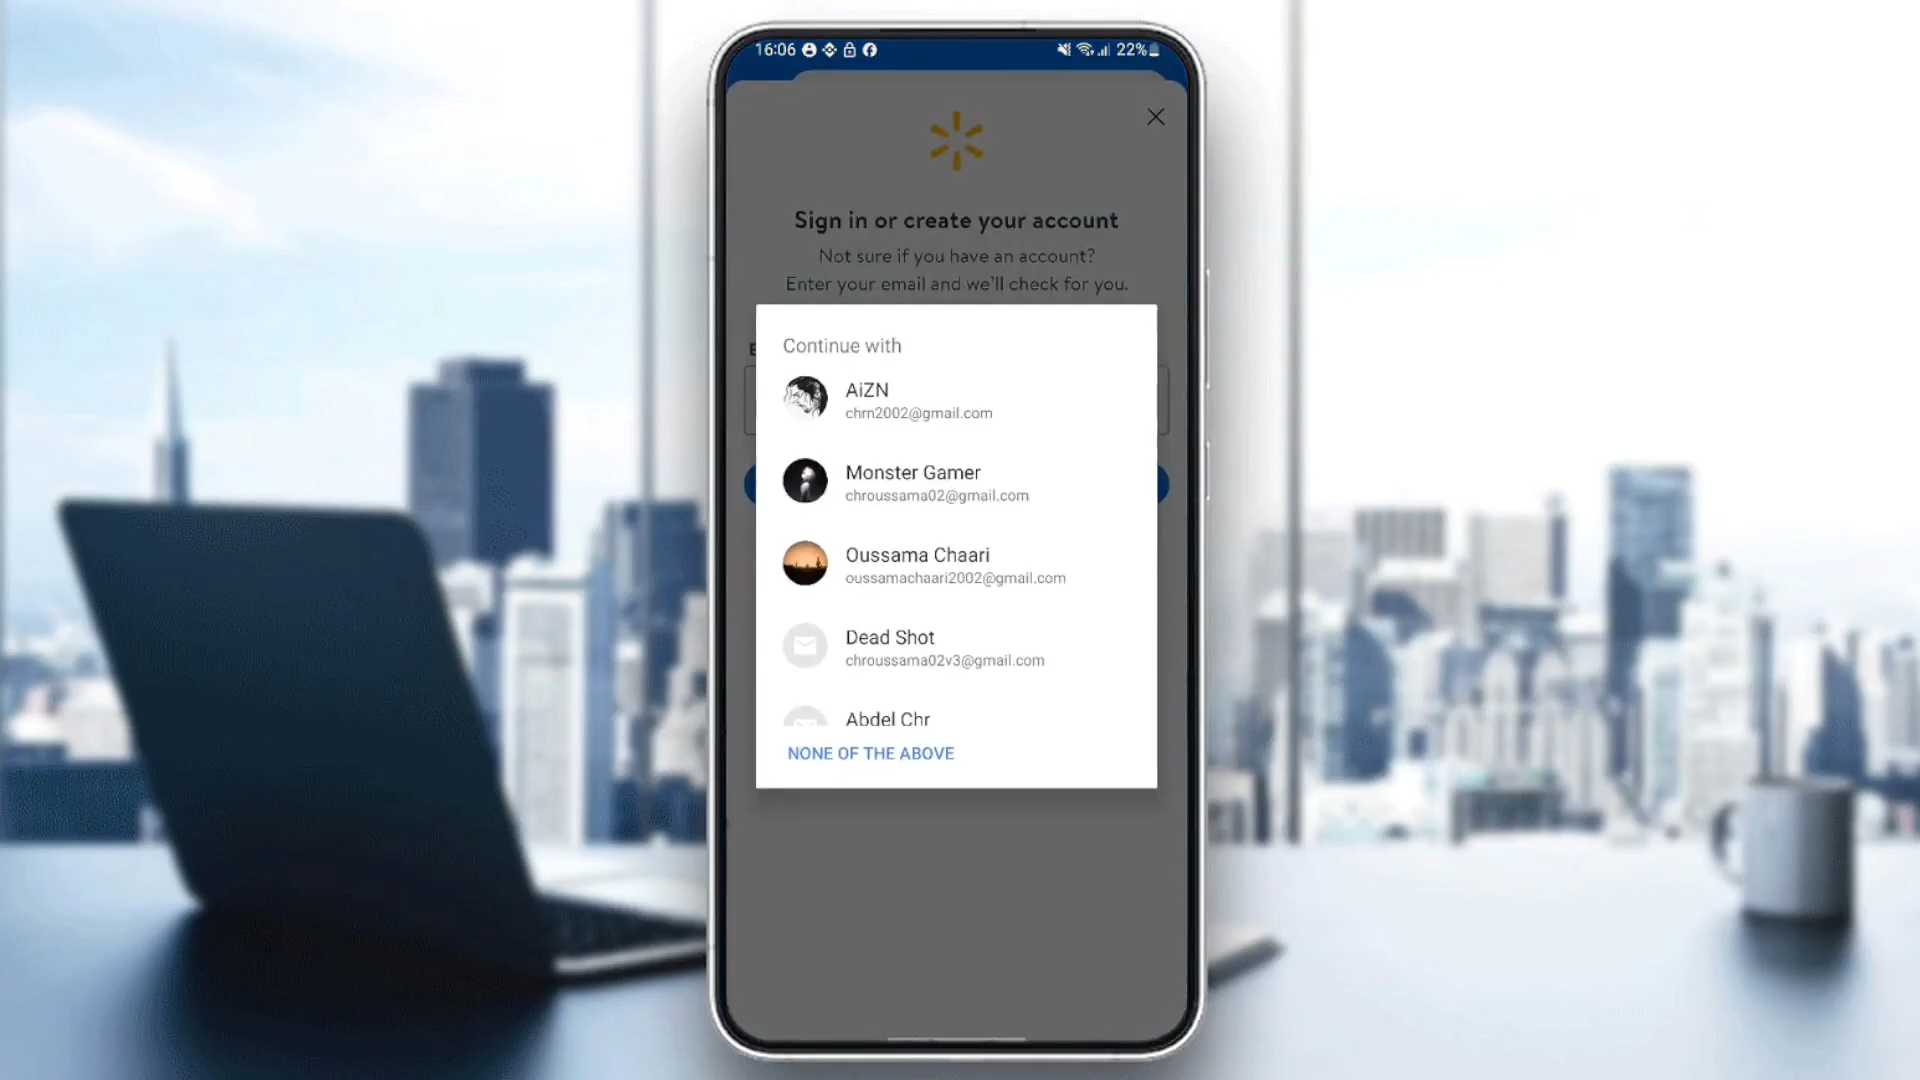 16:06
22%
Sign in or create your account
Not sure if you have an account?
Enter your email and we'll check for you.
E
Continue with
AiZN
chrn2002@gmail.com
Monster Gamer
chroussama02@gmail.com
Oussama Chaari
oussamachaari2002@gmail.com
Dead Shot
chroussama02v3@gmail.com
Abdel Chr
NONE OF THE ABOVE